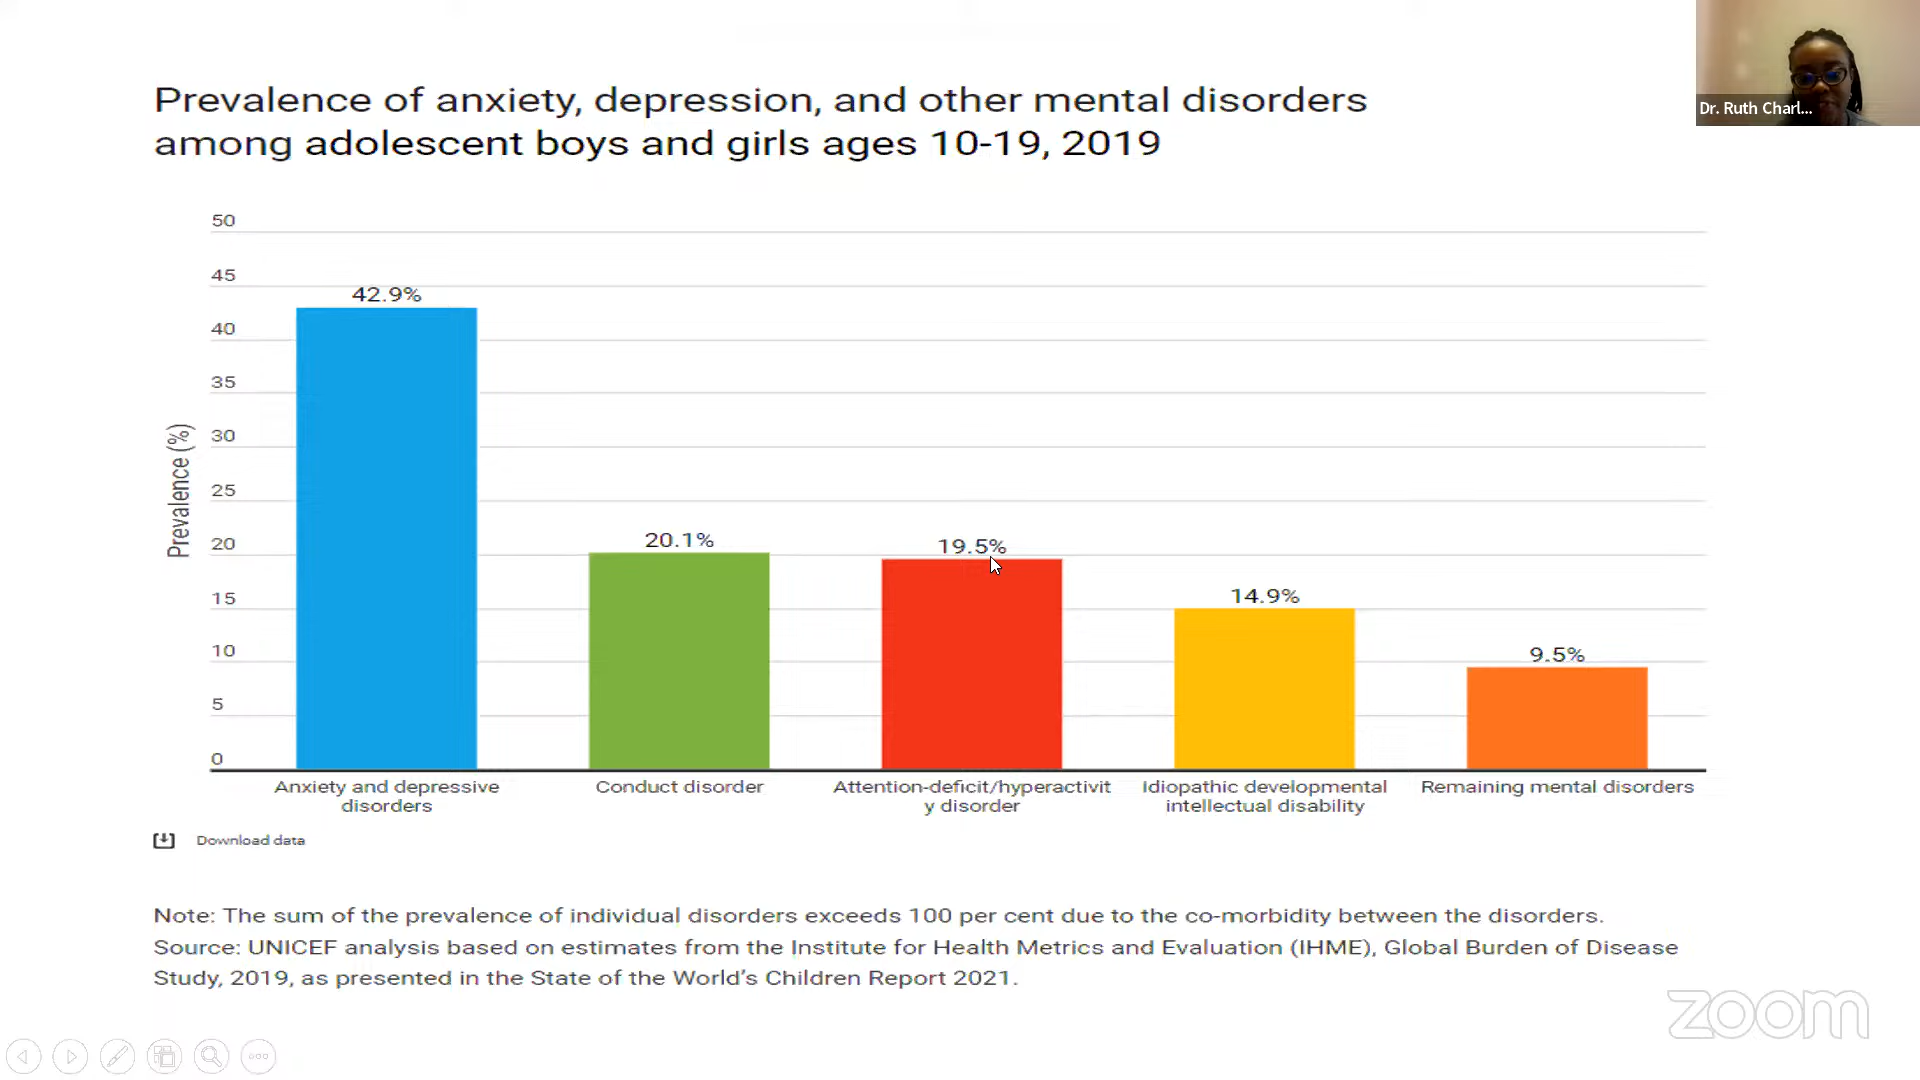 Prevalence of anxiety, depression, and other mental disorders
among adolescent boys and girls ages 10-19, 2019
Dr. Ruth Charl...
50
45
40
35
30
25
20
15
10
5
0
Prevalence (%)
42.9%
20.1%
19.5%
14.9%
9.5%
Anxiety and depressive
disorders
Conduct disorder
Attention-deficit/hyperactivit
y disorder
Idiopathic developmental
intellectual disability
Remaining mental disorders
Download data
Note: The sum of the prevalence of individual disorders exceeds 100 per cent due to the co-morbidity between the disorders.
Source: UNICEF analysis based on estimates from the Institute for Health Metrics and Evaluation (IHME), Global Burden of Disease
Study, 2019, as presented in the State of the World's Children Report 2021.
zoom